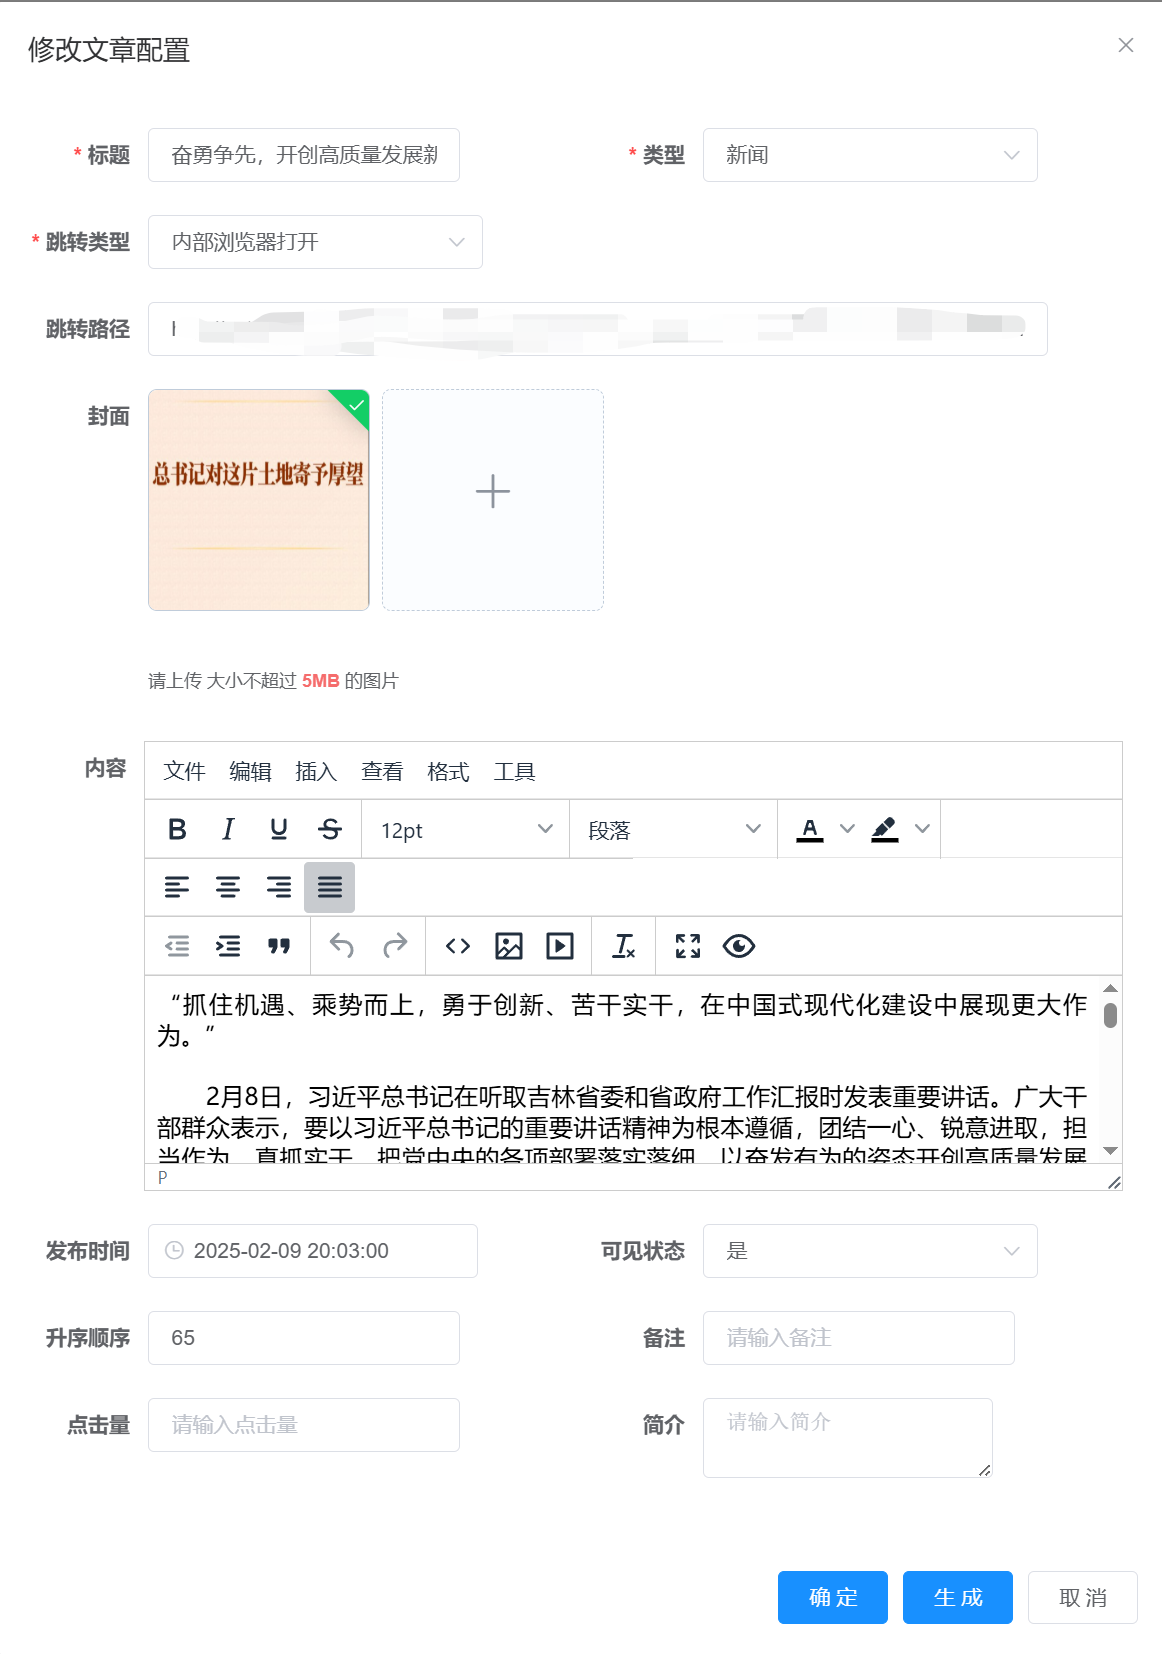 修改文章配置
* 标题 奋勇争先，开创高质量发展新
* 类型 新闻
* 跳转类型 内部浏览器打开
跳转路径
封面
总书记对这片土地寄予厚望
请上传 大小不超过 5MB 的图片
内容
文件 编辑 插入 查看 格式 工具
12pt 段落
“抓住机遇、乘势而上，勇于创新、苦干实干，在中国式现代化建设中展现更大作
为。”
2月8日，习近平总书记在听取吉林省委和省政府工作汇报时发表重要讲话。广大干
部群众表示，要以习近平总书记的重要讲话精神为根本遵循，团结一心、锐意进取，担
当作为、真抓实干，把党中央的各项部署落实落细，以奋发有为的姿态开创高质量发展
P
发布时间 2025-02-09 20:03:00
可见状态 是
升序顺序 65
备注 请输入备注
点击量 请输入点击量
简介 请输入简介
确 定 生 成 取 消